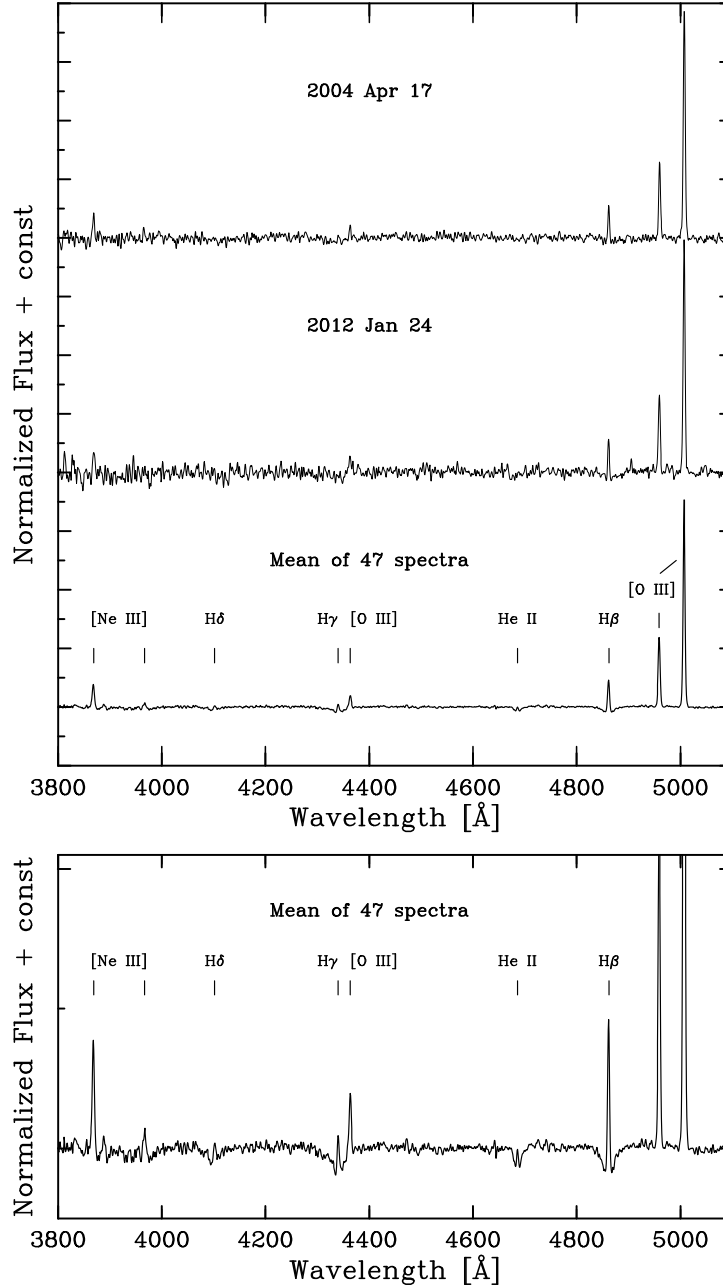 Normalized Flux + const
2004 Apr 17
2012 Jan 24
Mean of 47 spectra
[O III]
[Ne III] Hδ Hγ [O III] He II Hβ
3800 4000 4200 4400 4600 4800 5000
Wavelength [Å]
Normalized Flux + const
Mean of 47 spectra
[Ne III] Hδ Hγ [O III] He II Hβ
3800 4000 4200 4400 4600 4800 5000
Wavelength [Å]